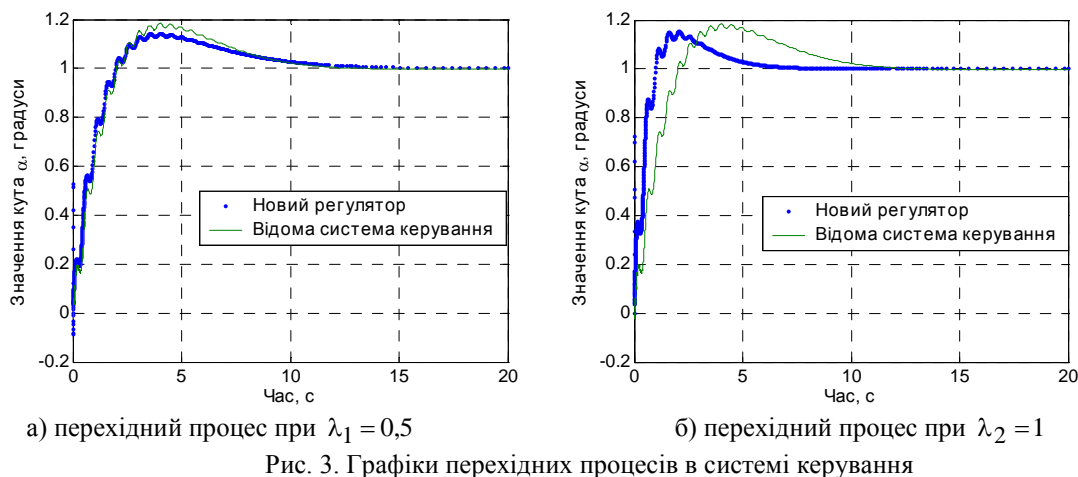 Значення кута α, градуси
1.2
1
0.8
0.6
0.4
0.2
0
-0.2
Новий регулятор
Відома система керування
0 5 10 15 20
Час, с
Значення кута α, градуси
1.2
1
0.8
0.6
0.4
0.2
0
-0.2
Новий регулятор
Відома система керування
0 5 10 15 20
Час, с
а) перехідний процес при λ₁ = 0,5
б) перехідний процес при λ₂ = 1
Рис. 3. Графіки перехідних процесів в системі керування